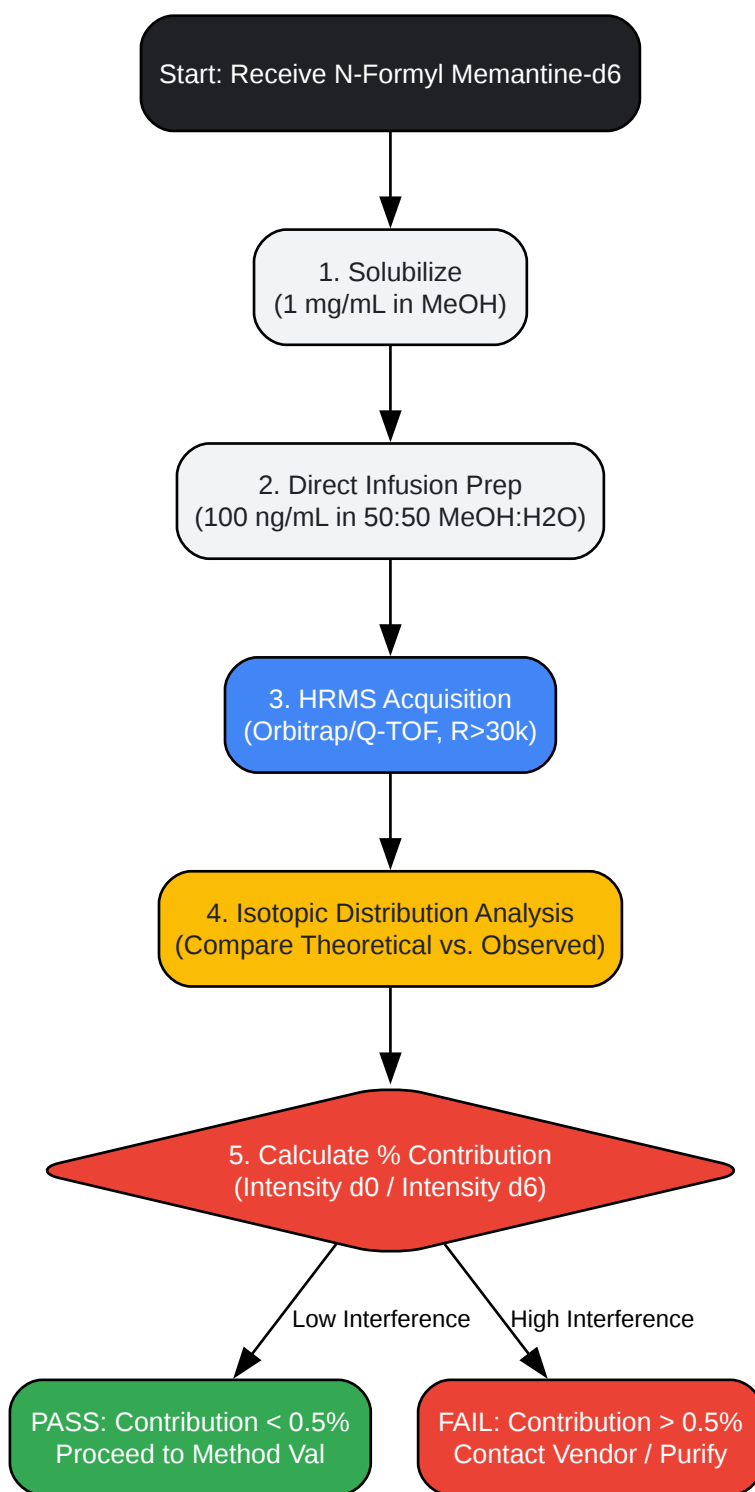 Start: Receive N-Formyl Memantine-d6
1. Solubilize
(1 mg/mL in MeOH)
2. Direct Infusion Prep
(100 ng/mL in 50:50 MeOH:H2O)
3. HRMS Acquisition
(Orbitrap/Q-TOF, R>30k)
4. Isotopic Distribution Analysis
(Compare Theoretical vs. Observed)
5. Calculate % Contribution
(Intensity d0 / Intensity d6)
Low Interference
High Interference
PASS: Contribution < 0.5%
Proceed to Method Val
FAIL: Contribution > 0.5%
Contact Vendor / Purify